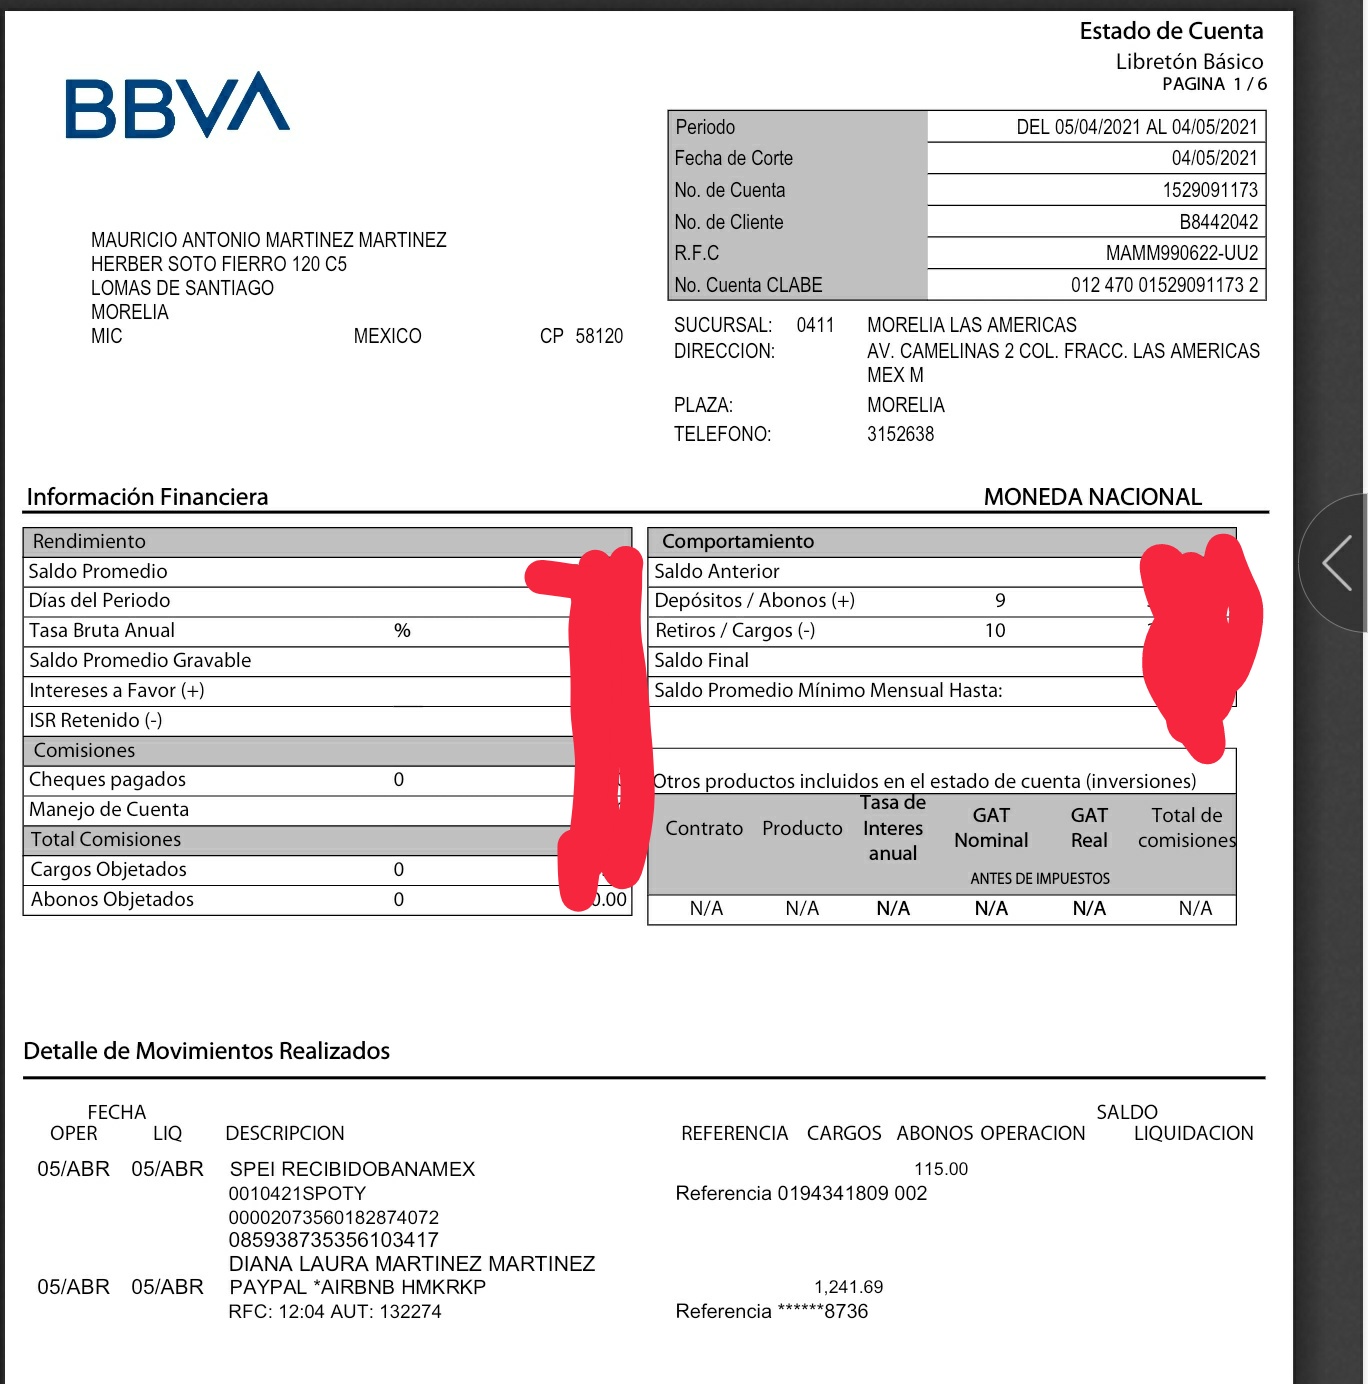 Estado de Cuenta
Libretón Básico
PAGINA 1 / 6
BBVA
Periodo DEL 05/04/2021 AL 04/05/2021
Fecha de Corte 04/05/2021
No. de Cuenta 1529091173
No. de Cliente B8442042
R.F.C MAMM990622-UU2
No. Cuenta CLABE 012 470 01529091173 2
MAURICIO ANTONIO MARTINEZ MARTINEZ
HERBER SOTO FIERRO 120 C5
LOMAS DE SANTIAGO
MORELIA
MIC MEXICO CP 58120
SUCURSAL: 0411 MORELIA LAS AMERICAS
DIRECCION: AV. CAMELINAS 2 COL. FRACC. LAS AMERICAS
MEX M
PLAZA: MORELIA
TELEFONO: 3152638
Información Financiera MONEDA NACIONAL
Rendimiento
Saldo Promedio
Días del Periodo
Tasa Bruta Anual %
Saldo Promedio Gravable
Intereses a Favor (+)
ISR Retenido (-)
Comisiones
Cheques pagados 0
Manejo de Cuenta
Total Comisiones
Cargos Objetados 0
Abonos Objetados 0 0.00
Comportamiento
Saldo Anterior
Depósitos / Abonos (+) 9
Retiros / Cargos (-) 10
Saldo Final
Saldo Promedio Mínimo Mensual Hasta:
Otros productos incluidos en el estado de cuenta (inversiones)
Contrato Producto Tasa de Interes anual GAT Nominal GAT Real Total de comisiones
ANTES DE IMPUESTOS
N/A N/A N/A N/A N/A N/A
Detalle de Movimientos Realizados
FECHA SALDO
OPER LIQ DESCRIPCION REFERENCIA CARGOS ABONOS OPERACION LIQUIDACION
05/ABR 05/ABR SPEI RECIBIDOBANAMEX 115.00
0010421SPOTY Referencia 0194341809 002
00002073560182874072
085938735356103417
DIANA LAURA MARTINEZ MARTINEZ
05/ABR 05/ABR PAYPAL *AIRBNB HMKRKP 1,241.69
RFC: 12:04 AUT: 132274 Referencia ******8736